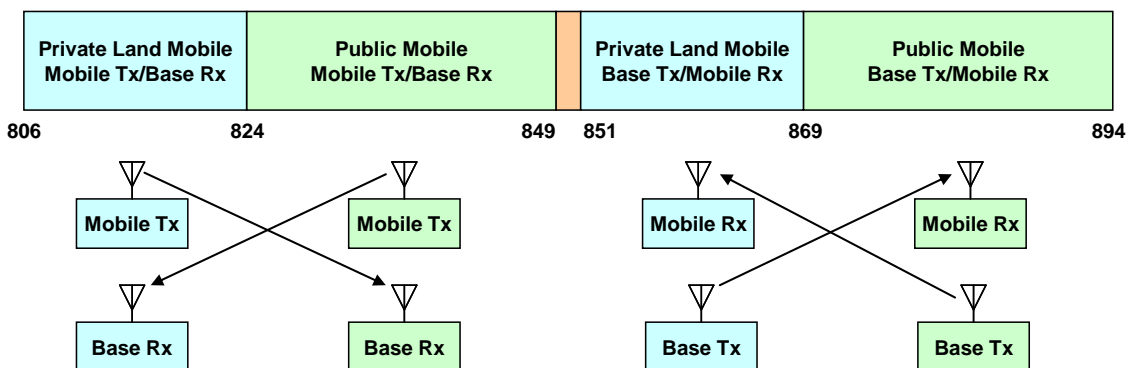 Private Land Mobile
Mobile Tx/Base Rx
Public Mobile
Mobile Tx/Base Rx
Private Land Mobile
Base Tx/Mobile Rx
Public Mobile
Base Tx/Mobile Rx
806
824
849
851
869
894
Mobile Tx
Mobile Tx
Mobile Rx
Mobile Rx
Base Rx
Base Rx
Base Tx
Base Tx